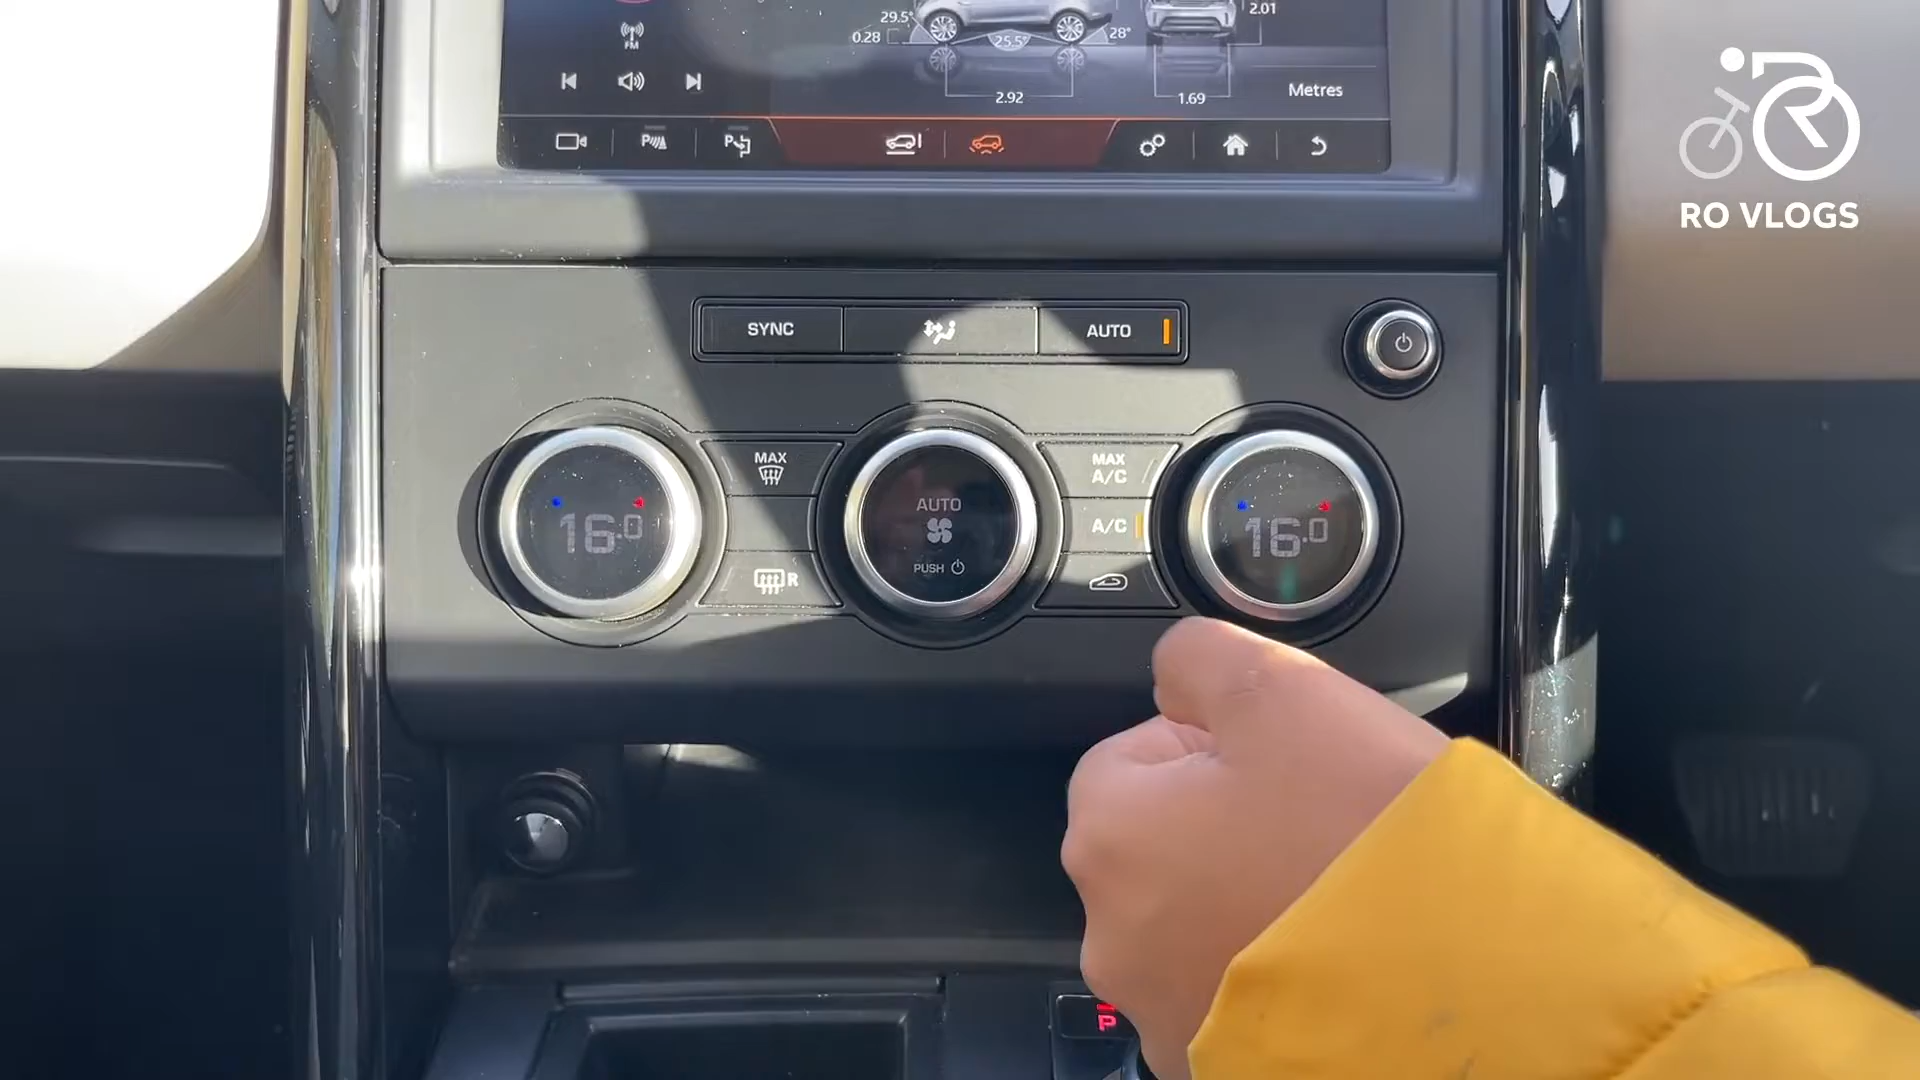 29.5°
2.01
FM
0.28
25.5°
28°
2.92
1.69
Metres
P
P
RO VLOGS
SYNC
AUTO
MAX
AUTO
MAX
A/C
16.0
A/C
16.0
PUSH
R
P